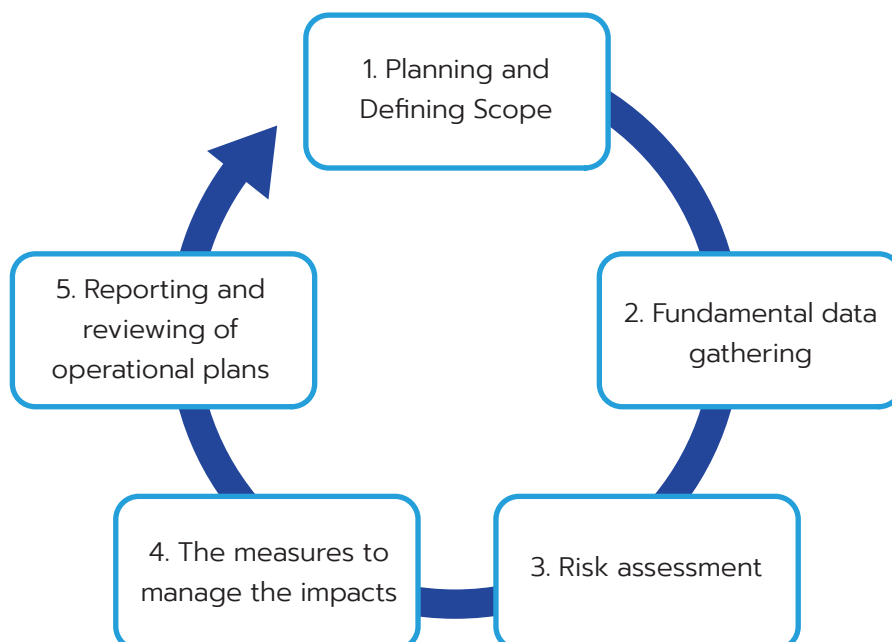 1. Planning and
Defining Scope
2. Fundamental data
gathering
3. Risk assessment
4. The measures to
manage the impacts
5. Reporting and
reviewing of
operational plans